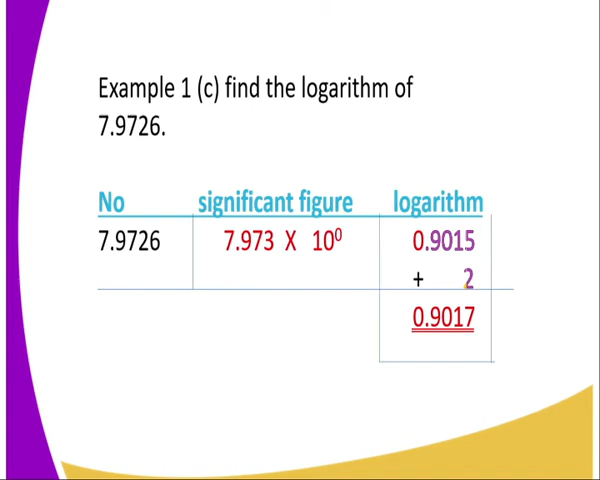 Example 1 (c) find the logarithm of
7.9726.
No significant figure logarithm
7.9726 7.973 X 10⁰ 0.9015
+ 2
0.9017